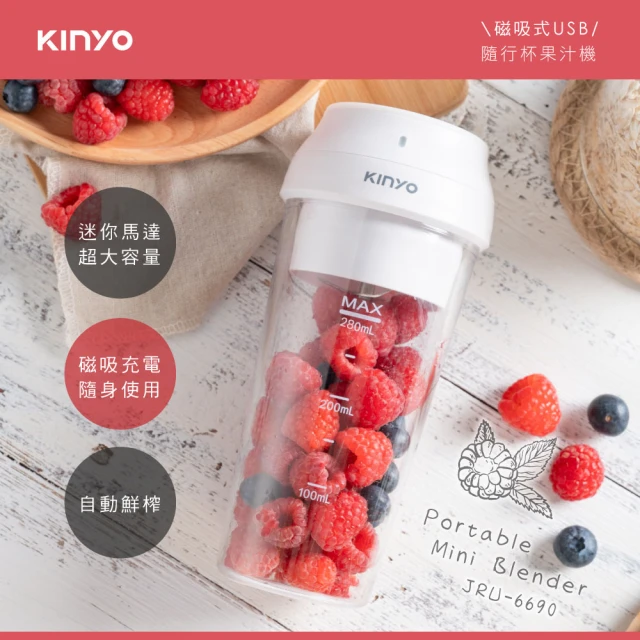 KINYO
\磁吸式USB/
隨行杯果汁機
KINYO
迷你馬達
超大容量
磁吸充電
隨身使用
自動鮮榨
MAX
280mL
200mL
100mL
Portable
Mini Blender
JRU-6690